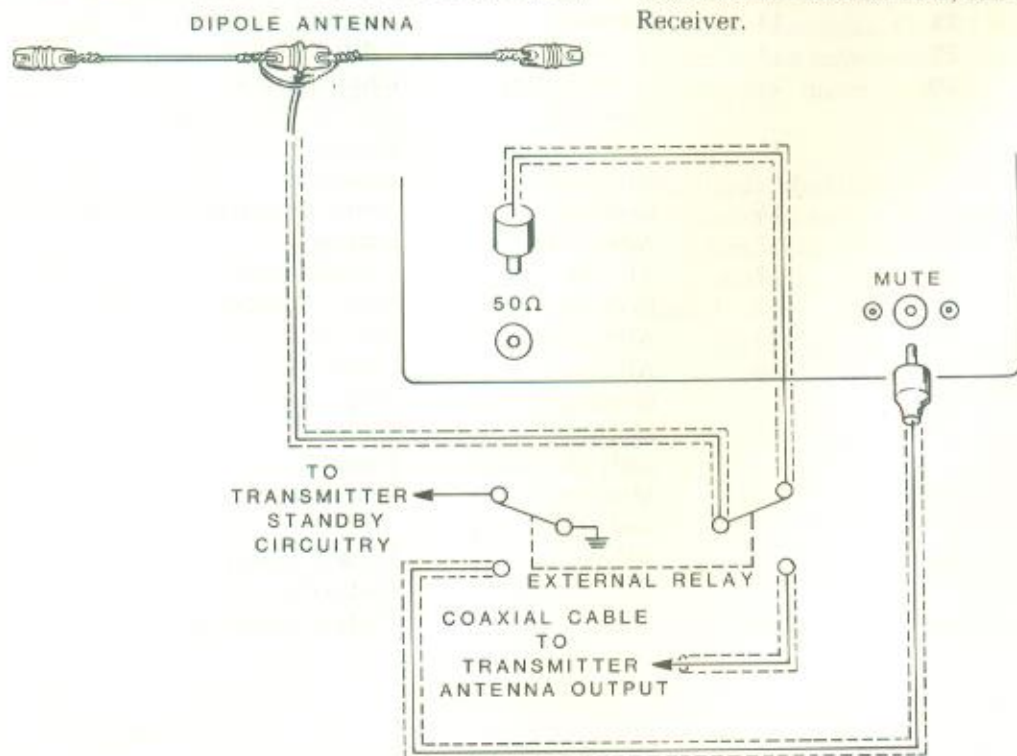 Receiver.
DIPOLE ANTENNA
50Ω
MUTE
TO
TRANSMITTER
STANDBY
CIRCUITRY
EXTERNAL RELAY
COAXIAL CABLE
TO
TRANSMITTER
ANTENNA OUTPUT